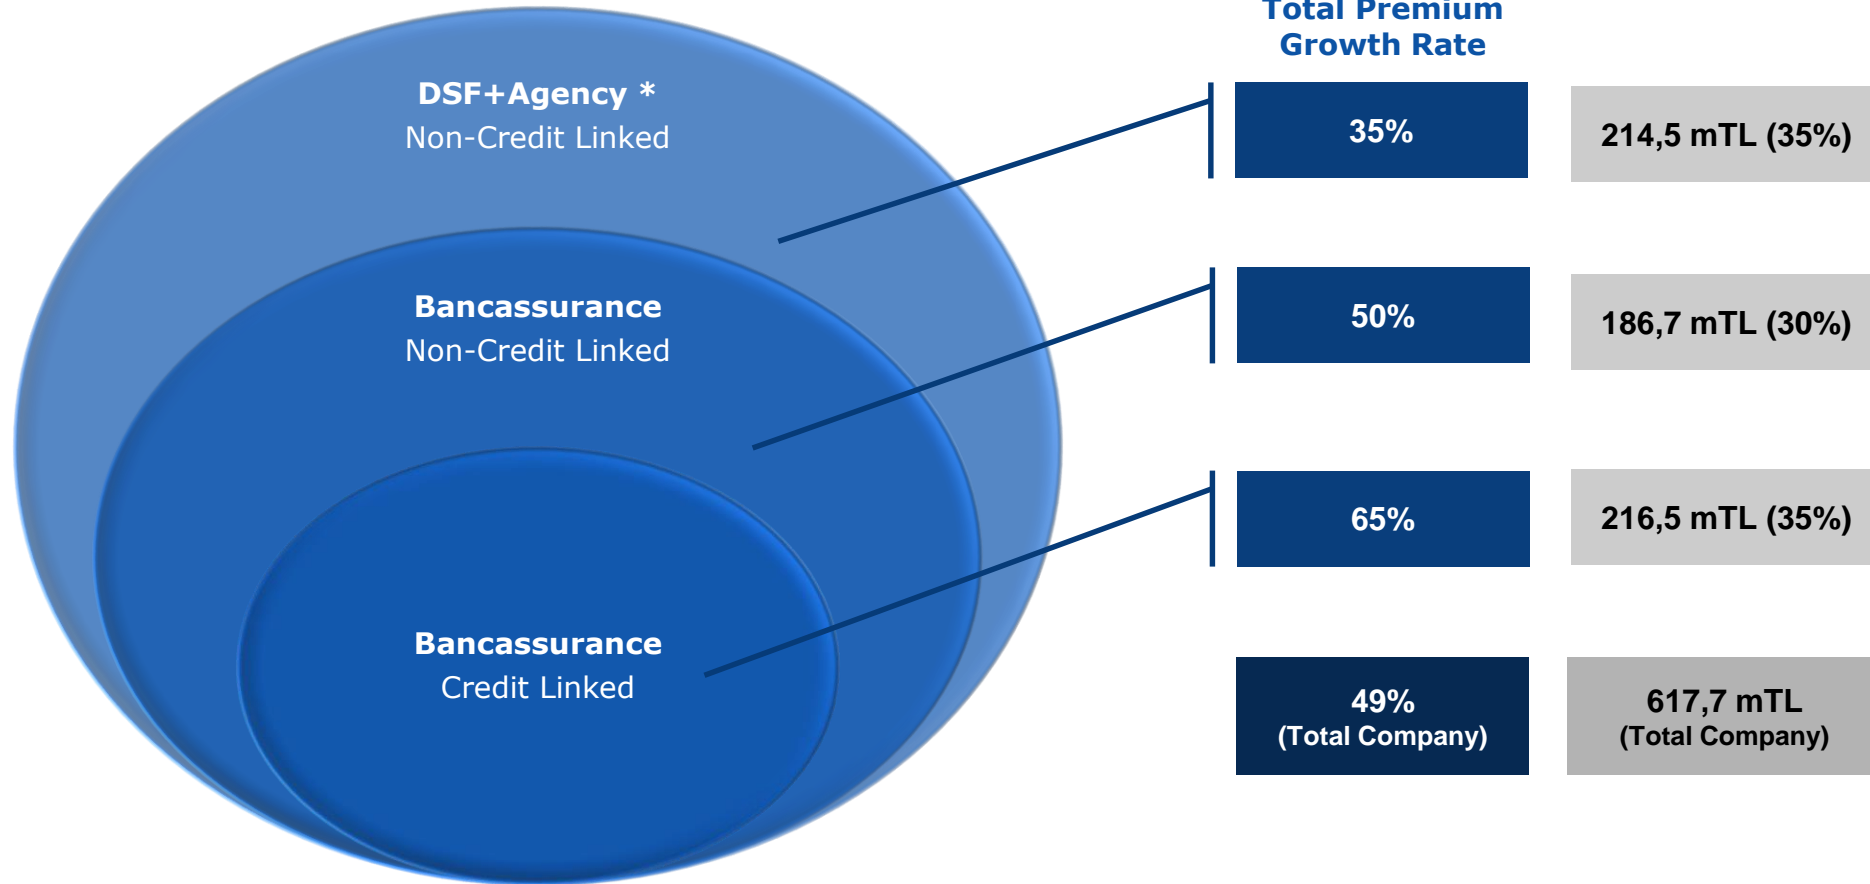 Total Premium
Growth Rate
DSF+Agency *
Non-Credit Linked
35%
214,5 mTL (35%)
Bancassurance
Non-Credit Linked
50%
186,7 mTL (30%)
65%
216,5 mTL (35%)
Bancassurance
Credit Linked
49%
(Total Company)
617,7 mTL
(Total Company)